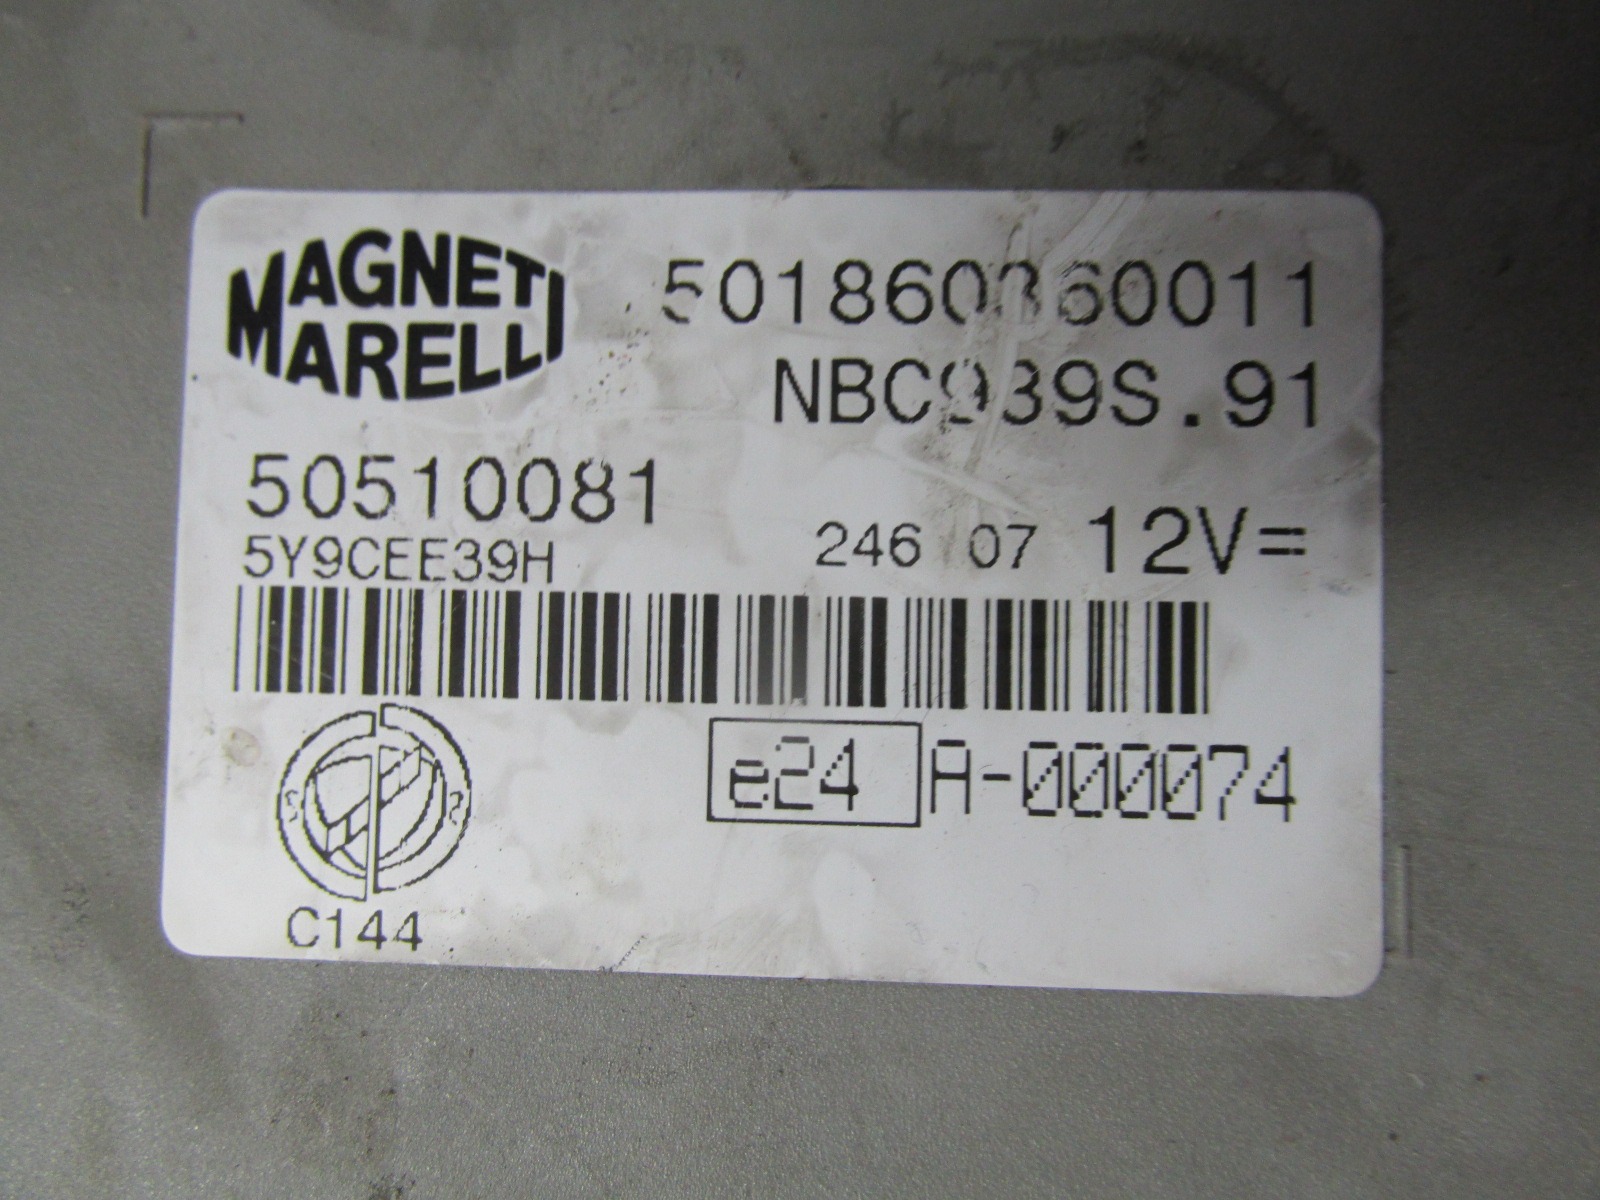 MAGNETI
MARELLI
501860360011
NBC939S.91
50510081
5Y9CEE39H
246 07 12V=
e24 A-000074
C144